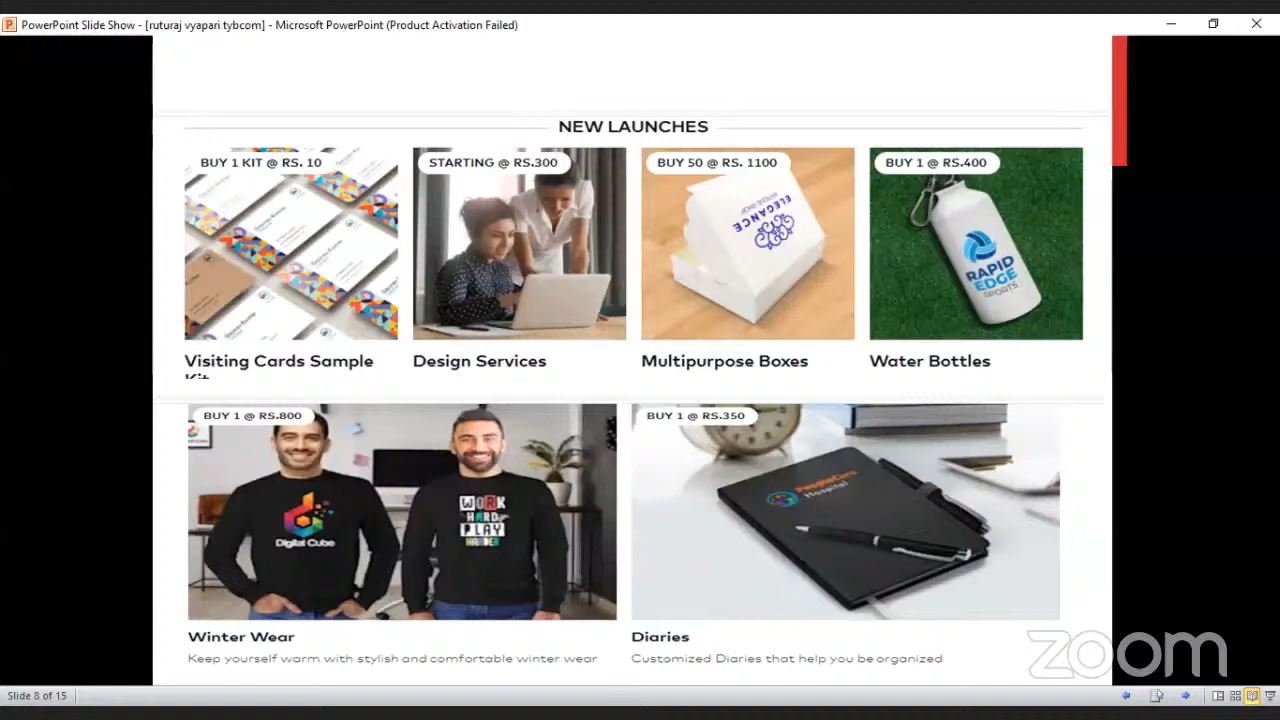 PowerPoint Slide Show - [ruturaj vyapari tybcom] - Microsoft PowerPoint (Product Activation Failed)
NEW LAUNCHES
BUY 1 KIT @ RS. 10
STARTING @ RS.300
BUY 50 @ RS. 1100
BUY 1 @ RS.400
ELEGANCE
RAPID
EDGE
SPORTS
Visiting Cards Sample
Kit
Design Services
Multipurpose Boxes
Water Bottles
BUY 1 @ RS.800
BUY 1 @ RS.350
Digital Cube
WORK
HARD
PLAY
HARDER
PeopleCare
Hospital
Winter Wear
Diaries
Keep yourself warm with stylish and comfortable winter wear
Customized Diaries that help you be organized
zoom
Slide 8 of 15